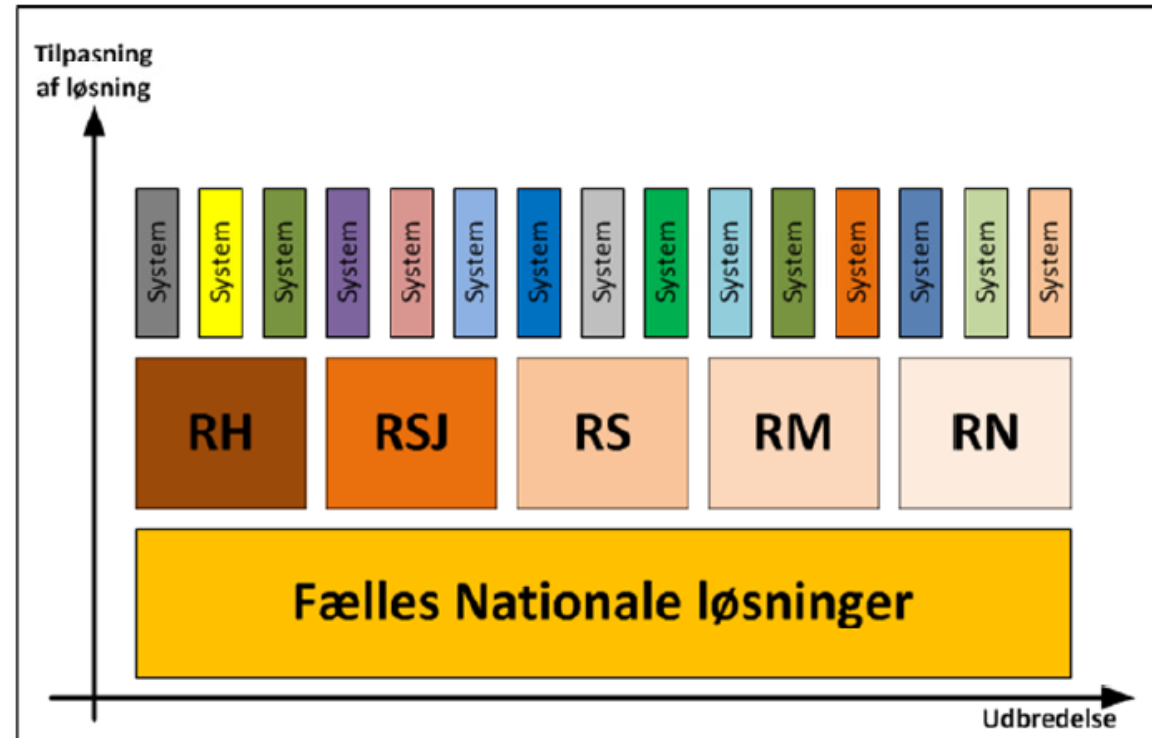 Tilpasning
af løsning
System System System System System System System System System System System System System System System
RH RSJ RS RM RN
Fælles Nationale løsninger
Udbredelse